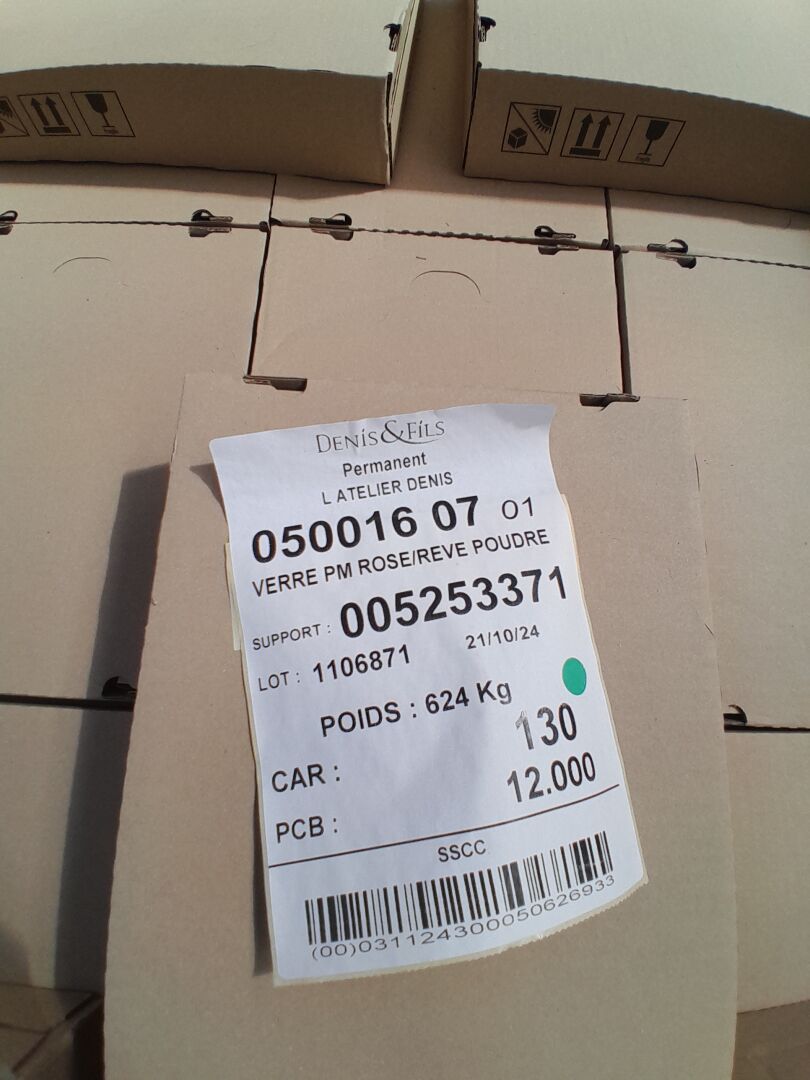 DENIS&FILS
Permanent
L ATELIER DENIS
050016 07 01
VERRE PM ROSE/REVE POUDRE
SUPPORT : 005253371
LOT : 1106871 21/10/24
POIDS : 624 Kg
CAR : 130
PCB : 12.000
SSCC
(00)031124300050626933